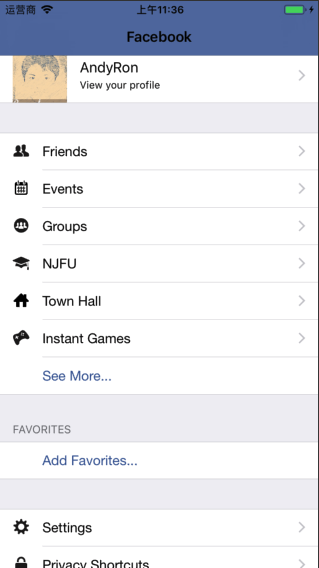 运营商 上午11:36
Facebook
AndyRon
View your profile
Friends
Events
Groups
NJFU
Town Hall
Instant Games
See More...
FAVORITES
Add Favorites...
Settings
Privacy Shortcuts